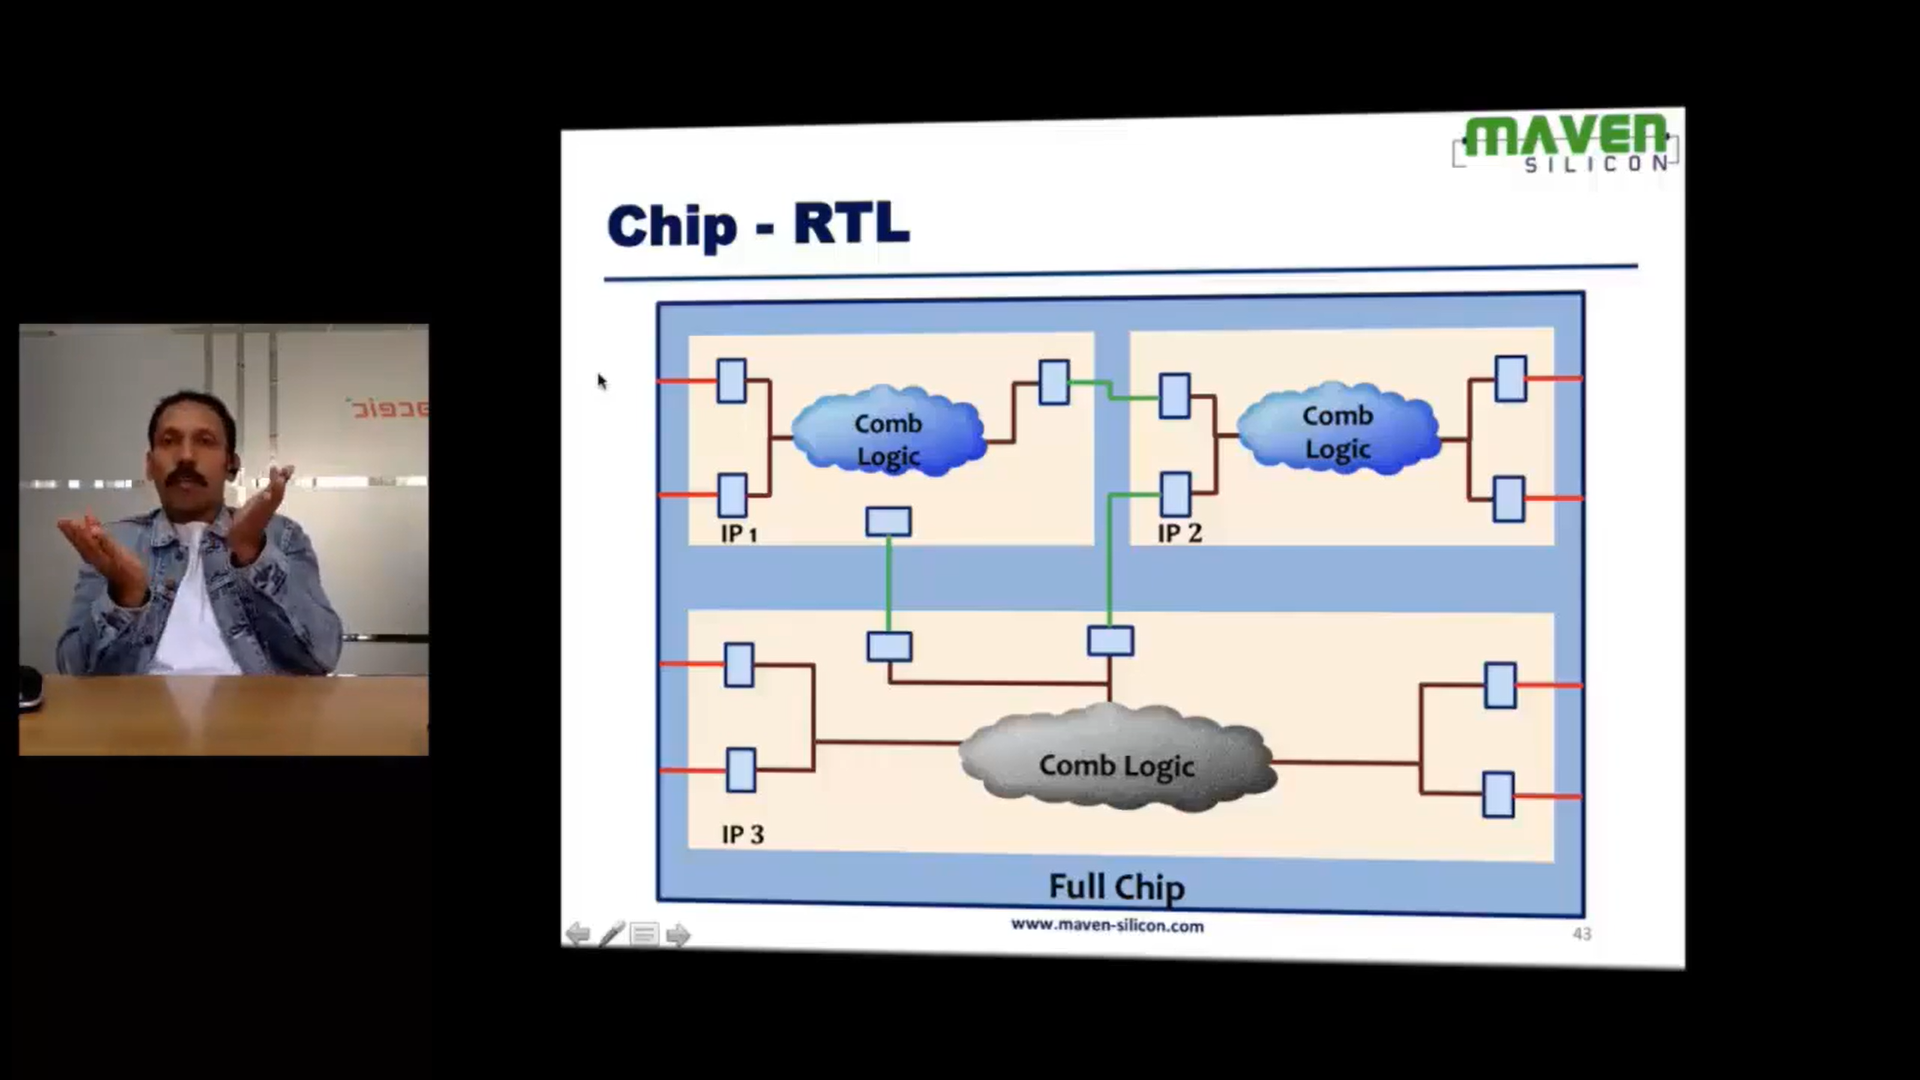 MAVEN
SILICON
Chip - RTL
Comb
Logic
Comb
Logic
IP 1
IP 2
Comb Logic
IP 3
Full Chip
www.maven-silicon.com
43